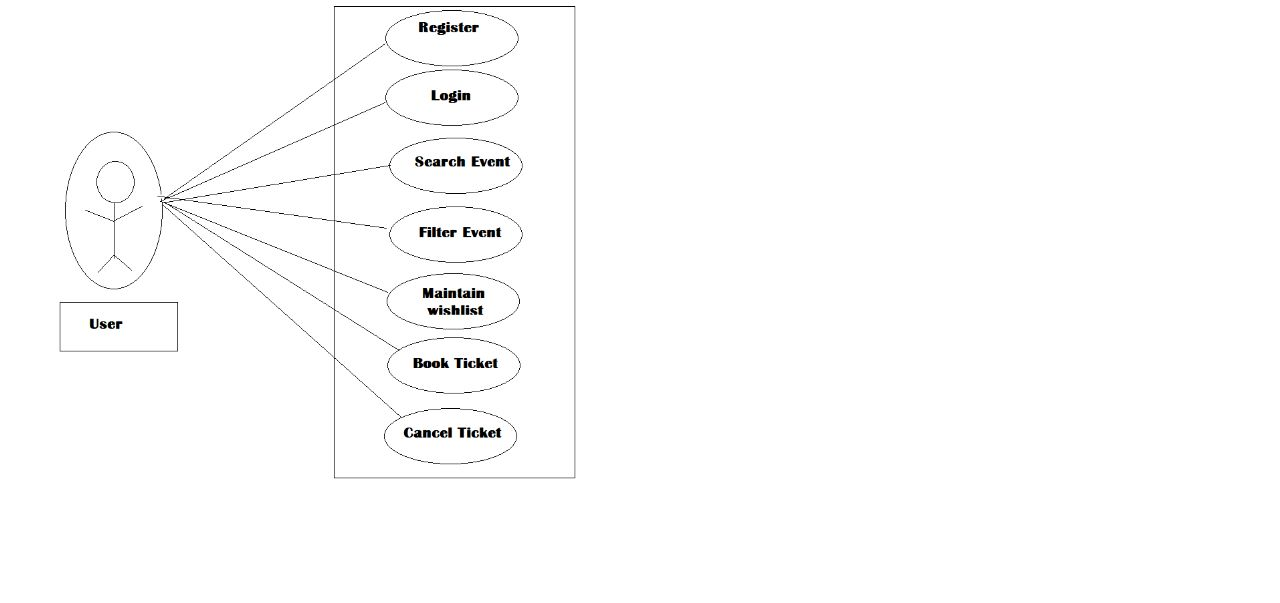 Register
Login
Search Event
Filter Event
Maintain
wishlist
Book Ticket
Cancel Ticket
User